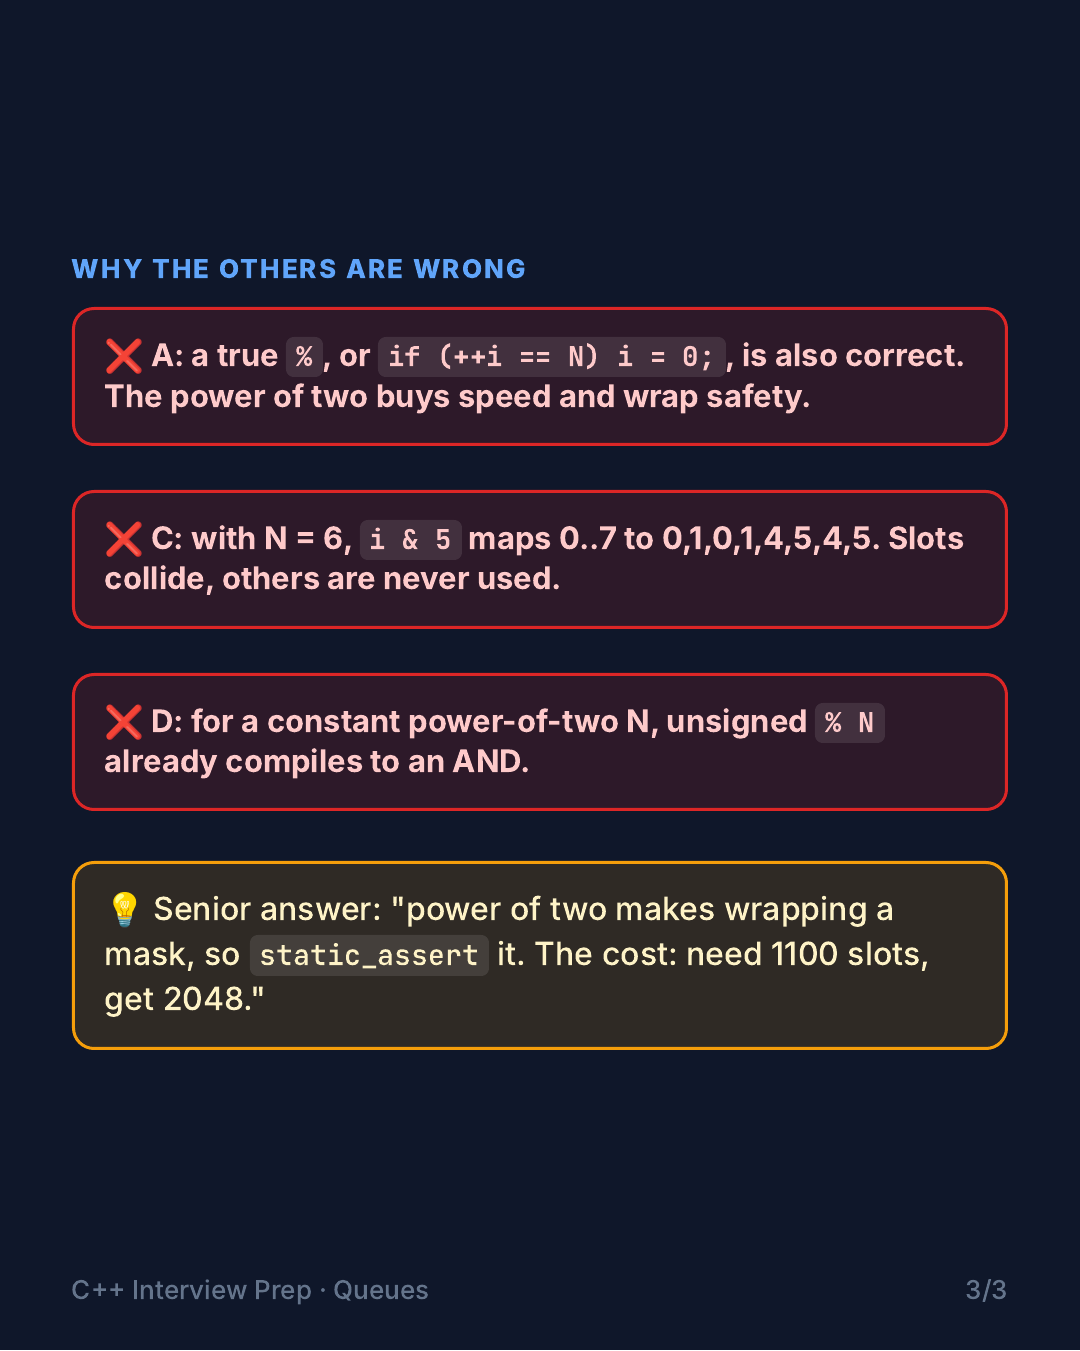 WHY THE OTHERS ARE WRONG
❌ A: a true %, or if (++i == N) i = 0;, is also correct.
The power of two buys speed and wrap safety.
❌ C: with N = 6, i & 5 maps 0..7 to 0,1,0,1,4,5,4,5. Slots
collide, others are never used.
❌ D: for a constant power-of-two N, unsigned % N
already compiles to an AND.
💡 Senior answer: "power of two makes wrapping a
mask, so static_assert it. The cost: need 1100 slots,
get 2048."
C++ Interview Prep · Queues
3/3